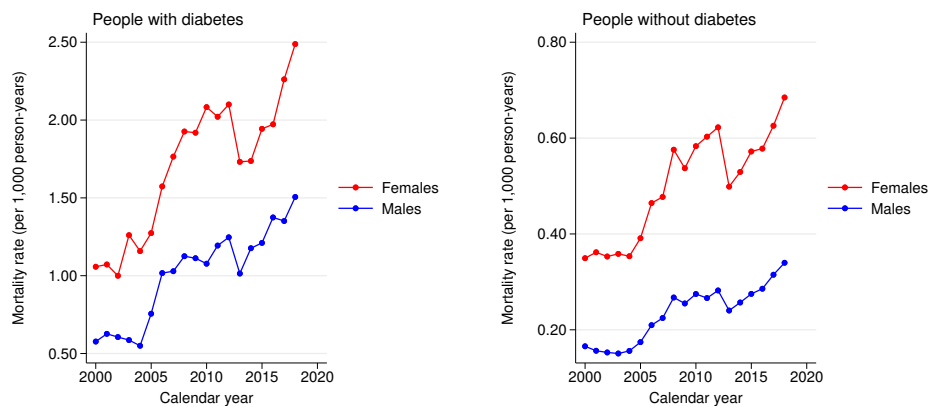 People with diabetes
Mortality rate (per 1,000 person-years)
2.50
2.00
1.50
1.00
0.50
2000 2005 2010 2015 2020
Calendar year
Females
Males
People without diabetes
Mortality rate (per 1,000 person-years)
0.80
0.60
0.40
0.20
2000 2005 2010 2015 2020
Calendar year
Females
Males